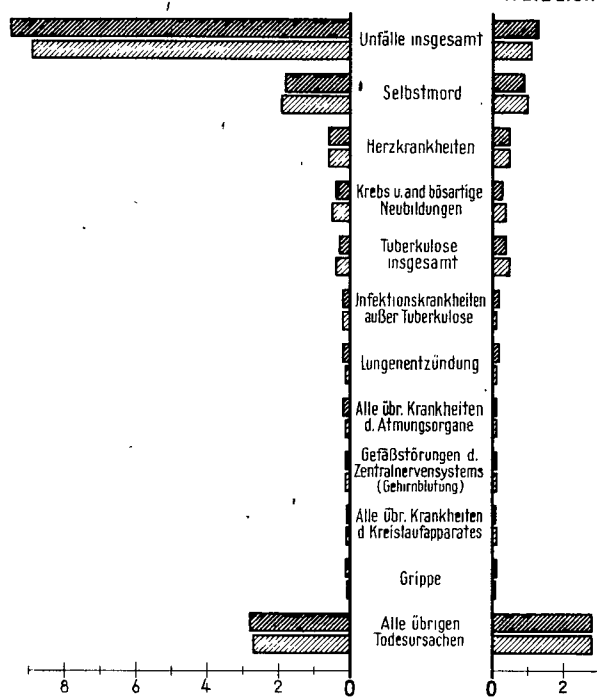 Unfälle insgesamt
Selbstmord
Herzkrankheiten
Krebs u. and bösartige
Neubildungen
Tuberkulose
insgesamt
Infektionskrankheiten
außer Tuberkulose
Lungenentzündung
Alle übr. Krankheiten
d. Atmungsorgane
Gefäßstörungen d.
Zentralnervensystems
(Gehirnblutung)
Alle übr. Krankheiten
d Kreislaufapparates
Grippe
Alle übrigen
Todesursachen
8 6 4 2 0 0 2